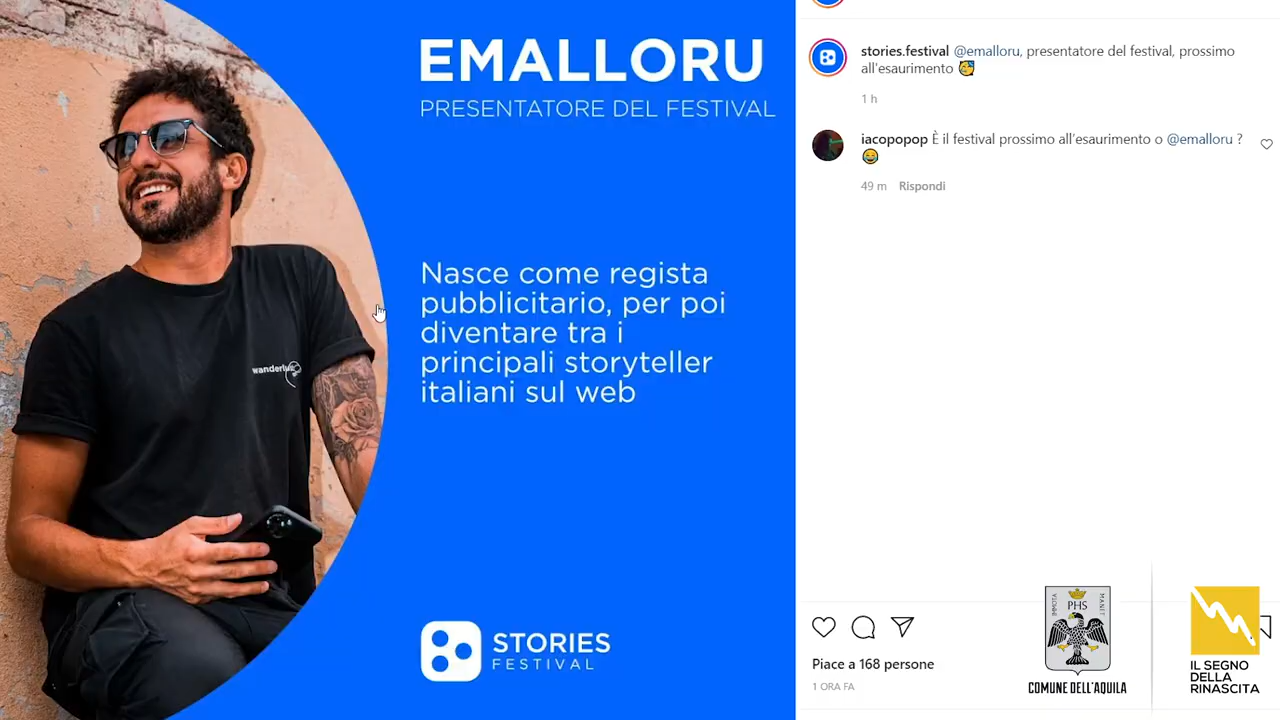 EMALLORU
PRESENTATORE DEL FESTIVAL
Nasce come regista
pubblicitario, per poi
diventare tra i
principali storyteller
italiani sul web
STORIES
FESTIVAL
stories.festival @emalloru, presentatore del festival, prossimo
all'esaurimento
1 h
iacopopop È il festival prossimo all'esaurimento o @emalloru ?
49 m Rispondi
Piace a 168 persone
1 ORA FA
IMMOTA
PHS
MANET
COMUNE DELL'AQUILA
IL SEGNO
DELLA
RINASCITA